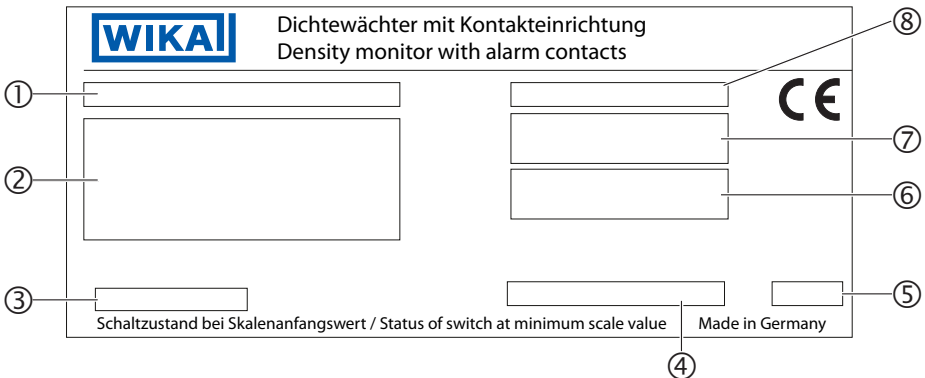 WIKA
Dichtewächter mit Kontakteinrichtung
Density monitor with alarm contacts
⑧
①
CE
⑦
②
⑥
③
⑤
Schaltzustand bei Skalenanfangswert / Status of switch at minimum scale value
Made in Germany
④